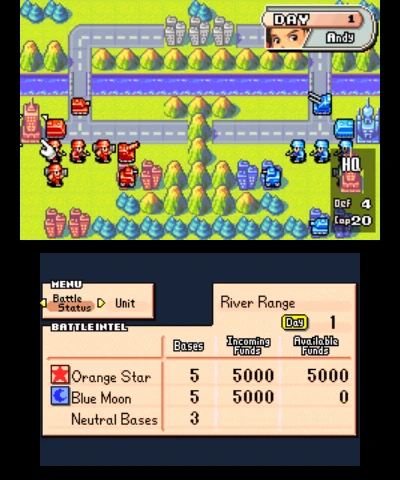 DAY 1
Andy
HQ
Def 4
Cap 20
MENU
Battle Status Unit
River Range
Day 1
BATTLE INTEL
Bases Incoming Funds Available Funds
Orange Star 5 5000 5000
Blue Moon 5 5000 0
Neutral Bases 3